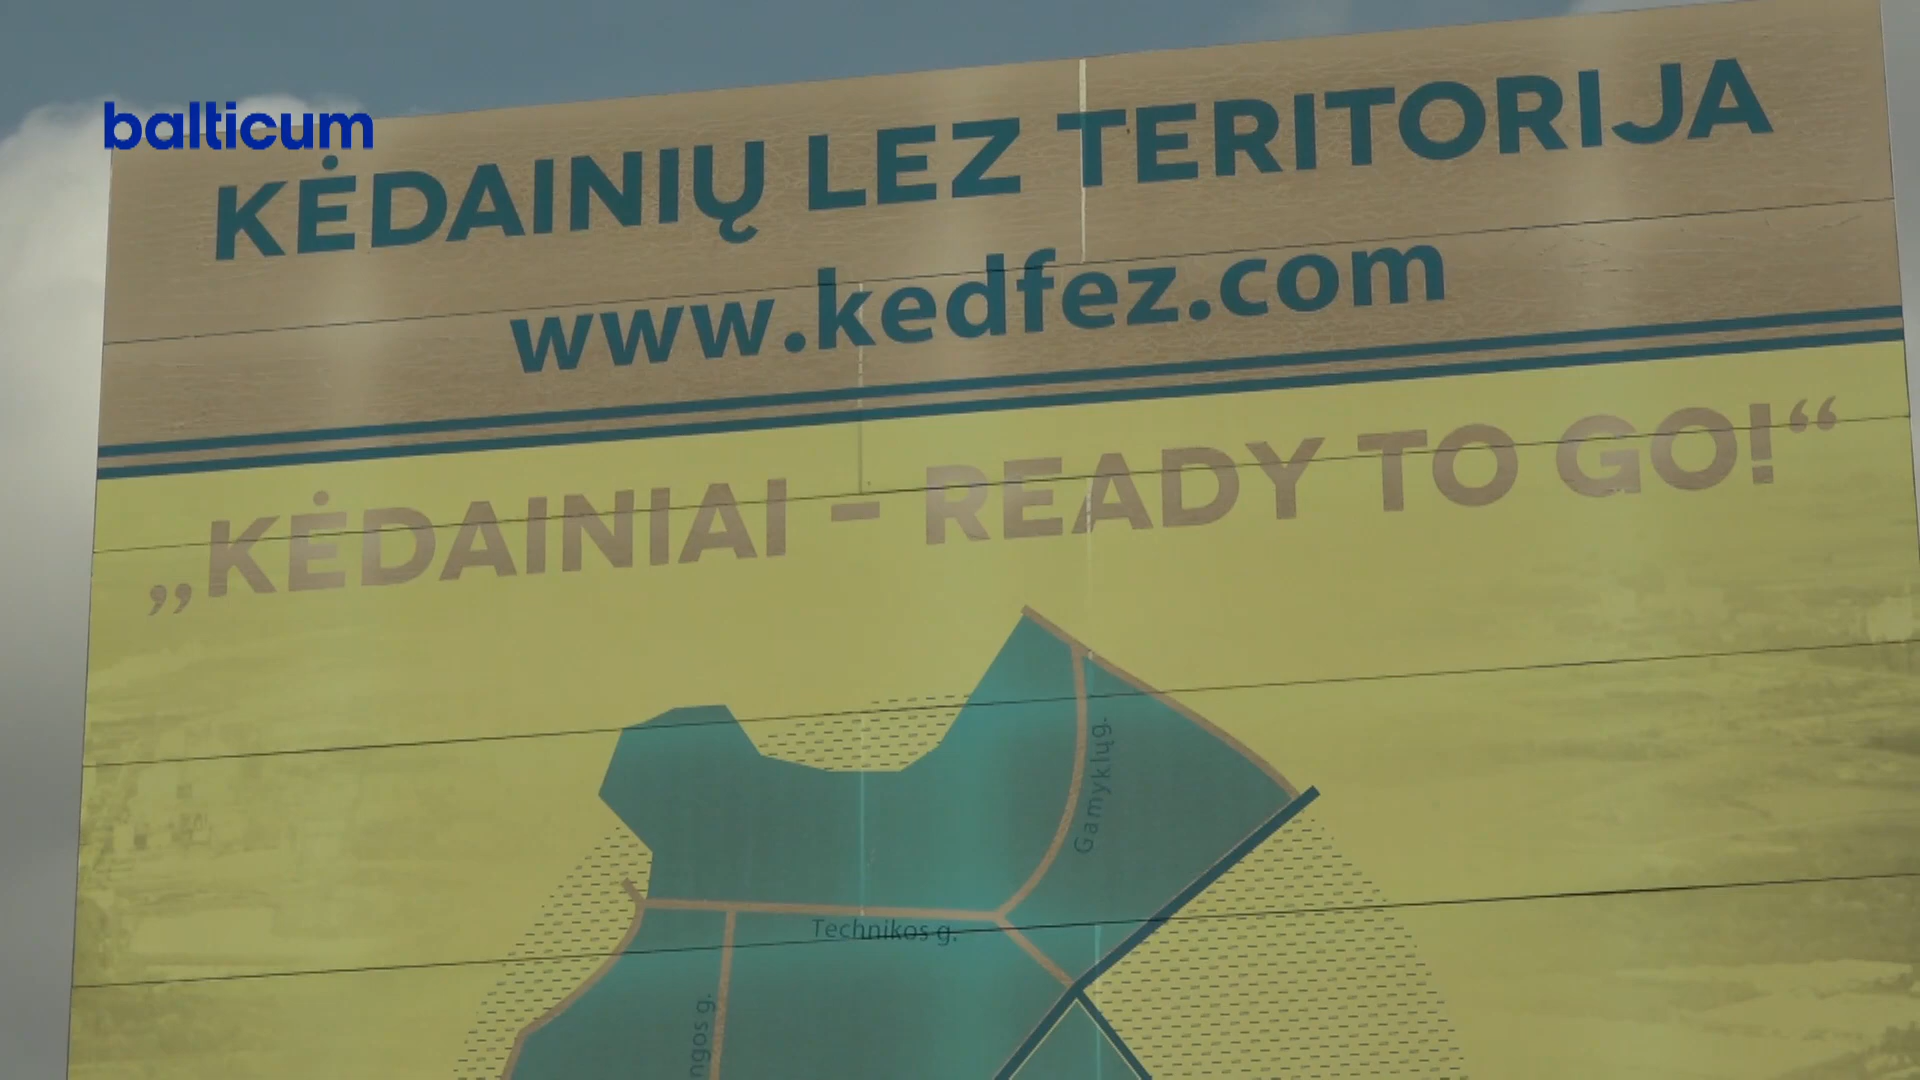 balticum
KĖDAINIŲ LEZ TERITORIJA
www.kedfez.com
„KĖDAINIAI - READY TO GO!“
Gamyklų g.
Technikos g.